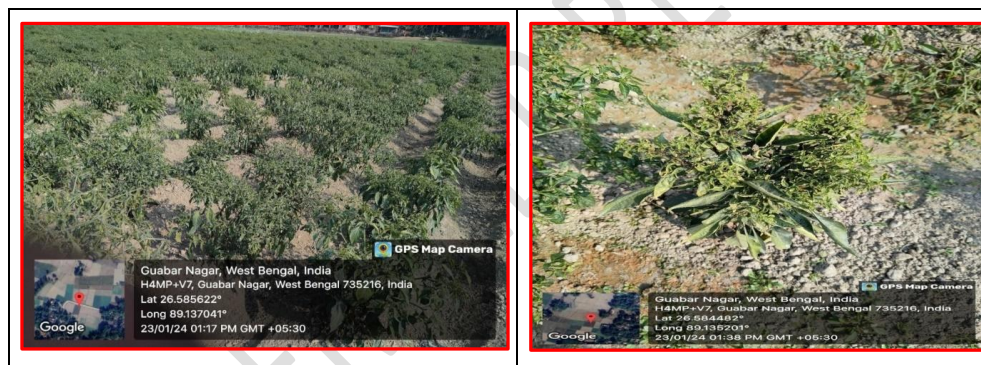 GPS Map Camera
Guabar Nagar, West Bengal, India
H4MP+V7, Guabar Nagar, West Bengal 735216, India
Lat 26.585622°
Long 89.137041°
23/01/24 01:17 PM GMT +05:30
Google
GPS Map Camera
Guabar Nagar, West Bengal, India
H4MP+V7, Guabar Nagar, West Bengal 735216, India
Lat 26.584482°
Long 89.135201°
23/01/24 01:38 PM GMT +05:30
Google